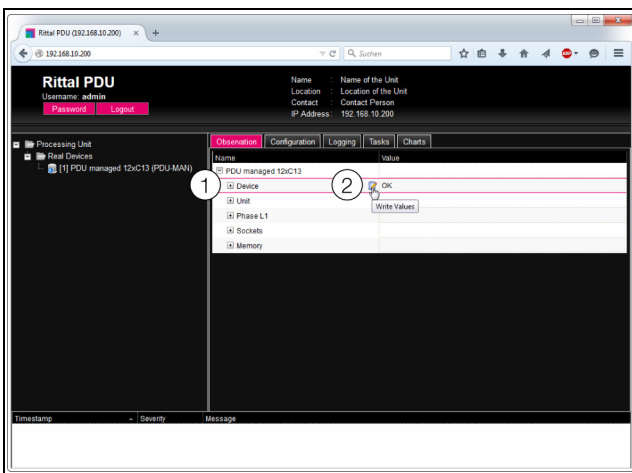 Rittal PDU (192.168.10.200) × +
192.168.10.200 Suchen
ABP
Rittal PDU
Username: admin
Password Logout
Name : Name of the Unit
Location : Location of the Unit
Contact : Contact Person
IP Address : 192.168.10.200
Processing Unit
Real Devices
[1] PDU managed 12xC13 (PDU-MAN)
Observation Configuration Logging Tasks Charts
Name Value
PDU managed 12xC13
1 Device 2 OK
Write Values
Unit
Phase L1
Sockets
Memory
Timestamp Severity Message